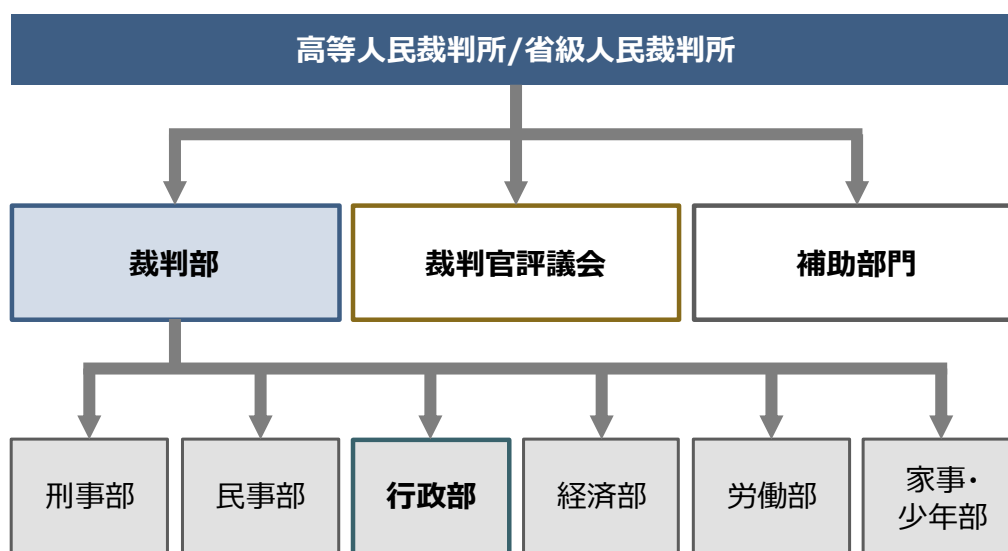 高等人民裁判所/省級人民裁判所
裁判部
裁判官評議会
補助部門
刑事部
民事部
行政部
経済部
労働部
家事・
少年部